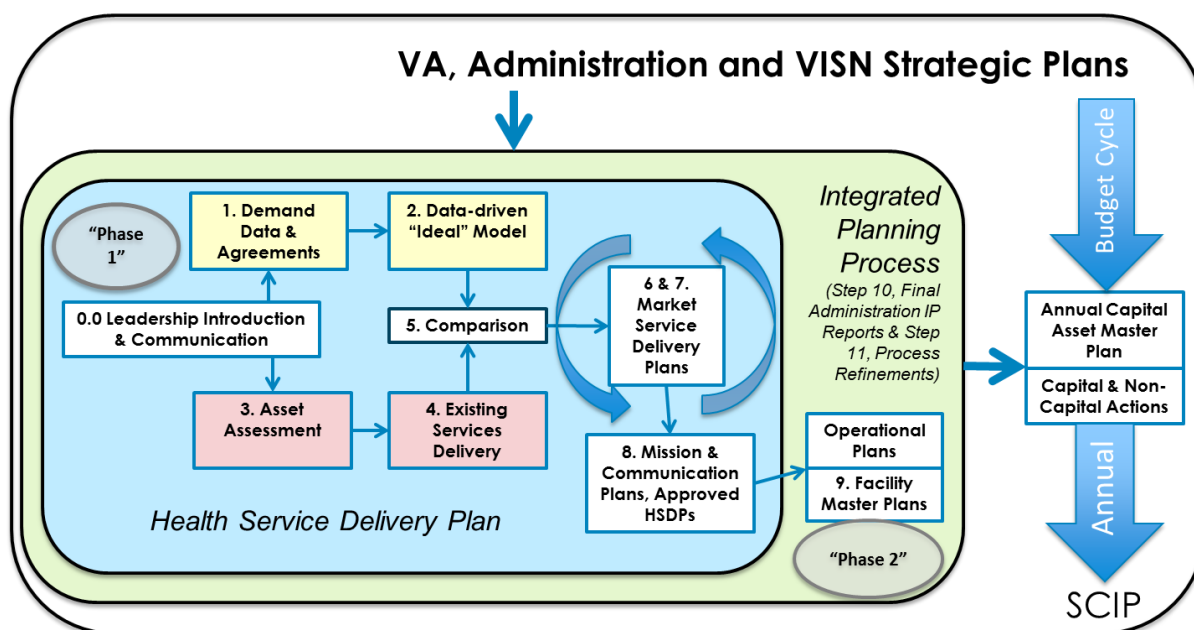 VA, Administration and VISN Strategic Plans
Budget Cycle
Integrated
Planning
Process
(Step 10, Final
Administration IP
Reports & Step
11, Process
Refinements)
"Phase
1"
1. Demand
Data &
Agreements
2. Data-driven
"Ideal" Model
0.0 Leadership Introduction
& Communication
5. Comparison
6 & 7.
Market
Service
Delivery
Plans
3. Asset
Assessment
4. Existing
Services
Delivery
8. Mission &
Communication
Plans, Approved
HSDPs
Health Service Delivery Plan
Operational
Plans
9. Facility
Master Plans
"Phase 2"
Annual Capital
Asset Master
Plan
Capital & Non-
Capital Actions
Annual
SCIP